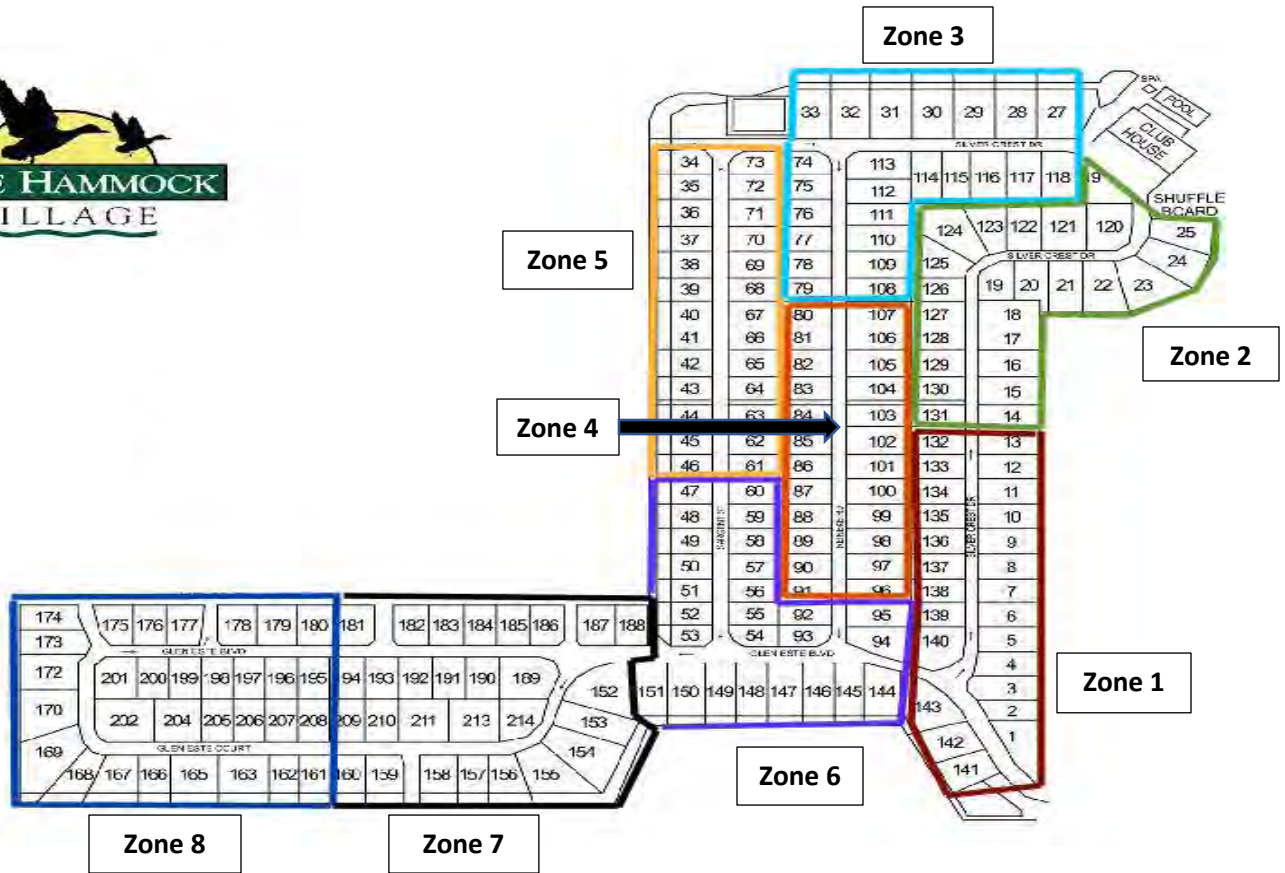 Zone 3
SPA
POOL
CLUB
HOUSE
33 32 31 30 29 28 27
SILVER CREST DR
E HAMMOCK
VILLAGE
34 73 74 113
114 115 116 117 118 19
35 72 75 112
SHUFFLE
BOARD
36 71 76 111
124 123 122 121 120 25
37 70 77 110
Zone 5
38 69 78 109 125
SILVER CREST DR
24
39 68 79 108 126 19 20 21 22 23
40 67 80 107 127 18
41 66 81 106 128 17
Zone 2
42 65 82 105 129 16
43 64 83 104 130 15
44 63 84 103 131 14
Zone 4
45 62 85 102 132 13
46 61 86 101 133 12
47 60 87 100 134 11
48 59 88 99 135 10
SARGENT ST
SILVER CREST DR
49 58 89 98 136 9
50 57 90 97 137 8
51 56 91 96 138 7
52 55 92 95 139 6
53 54 93 94 140 5
174 175 176 177 178 179 180 181 182 183 184 185 186 187 188
173
GLEN ESTE BLVD
GLEN ESTE BLVD
4
172 201 200 199 198 197 196 195 94 193 192 191 190 189 152 151 150 149 148 147 146 145 144
3
Zone 1
170 202 204 205 206 207 208 209 210 211 213 214 153 143
2
1
169
GLEN ESTE COURT
154 142
168 167 166 165 163 162 161 160 159 158 157 156 155 141
Zone 6
Zone 8
Zone 7